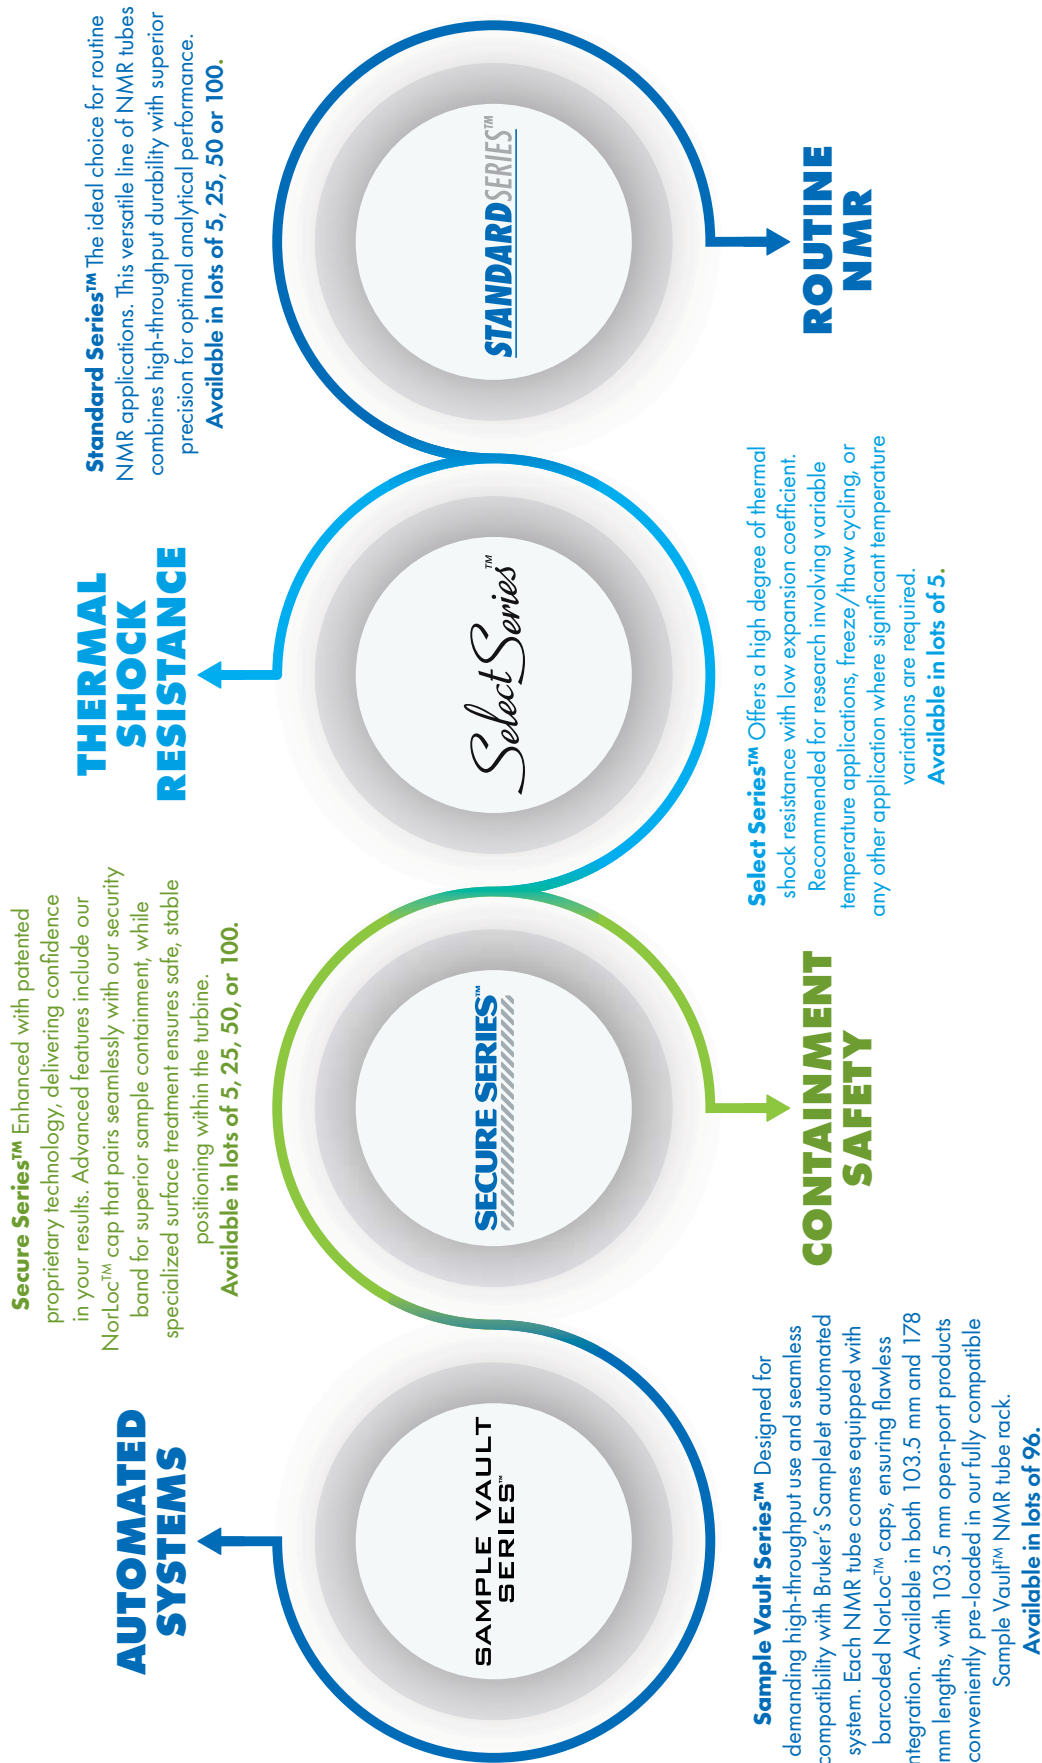 AUTOMATED
SYSTEMS
SAMPLE VAULT
SERIES™
Sample Vault Series™ Designed for
demanding high-throughput use and seamless
compatibility with Bruker’s SampleJet automated
system. Each NMR tube comes equipped with
barcoded NorLoc™ caps, ensuring flawless
integration. Available in both 103.5 mm and 178
mm lengths, with 103.5 mm open-port products
conveniently pre-loaded in our fully compatible
Sample Vault™ NMR tube rack.
Available in lots of 96.
Secure Series™ Enhanced with patented
proprietary technology, delivering confidence
in your results. Advanced features include our
NorLoc™ cap that pairs seamlessly with our security
band for superior sample containment, while
specialized surface treatment ensures safe, stable
positioning within the turbine.
Available in lots of 5, 25, 50, or 100.
SECURE SERIES™
CONTAINMENT
SAFETY
THERMAL
SHOCK
RESISTANCE
Select Series™
Select Series™ Offers a high degree of thermal
shock resistance with low expansion coefficient.
Recommended for research involving variable
temperature applications, freeze/thaw cycling, or
any other application where significant temperature
variations are required.
Available in lots of 5.
Standard Series™ The ideal choice for routine
NMR applications. This versatile line of NMR tubes
combines high-throughput durability with superior
precision for optimal analytical performance.
Available in lots of 5, 25, 50 or 100.
STANDARDSERIES™
ROUTINE
NMR